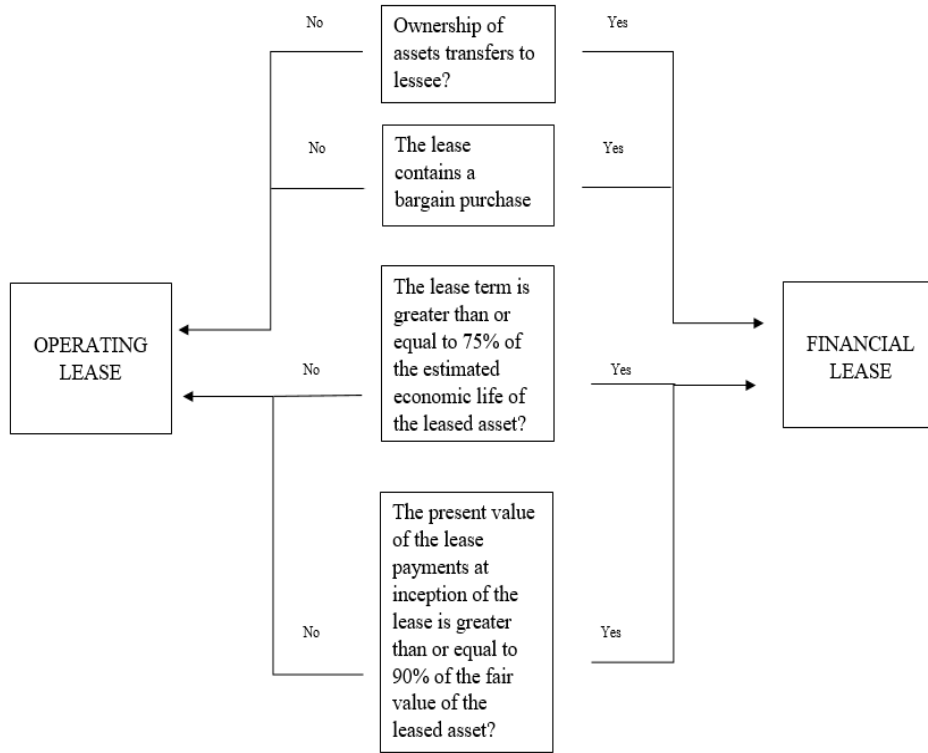 No
Ownership of
assets transfers to
lessee?
Yes
No
The lease
contains a
bargain purchase
Yes
OPERATING
LEASE
No
The lease term is
greater than or
equal to 75% of
the estimated
economic life of
the leased asset?
Yes
FINANCIAL
LEASE
No
The present value
of the lease
payments at
inception of the
lease is greater
than or equal to
90% of the fair
value of the
leased asset?
Yes